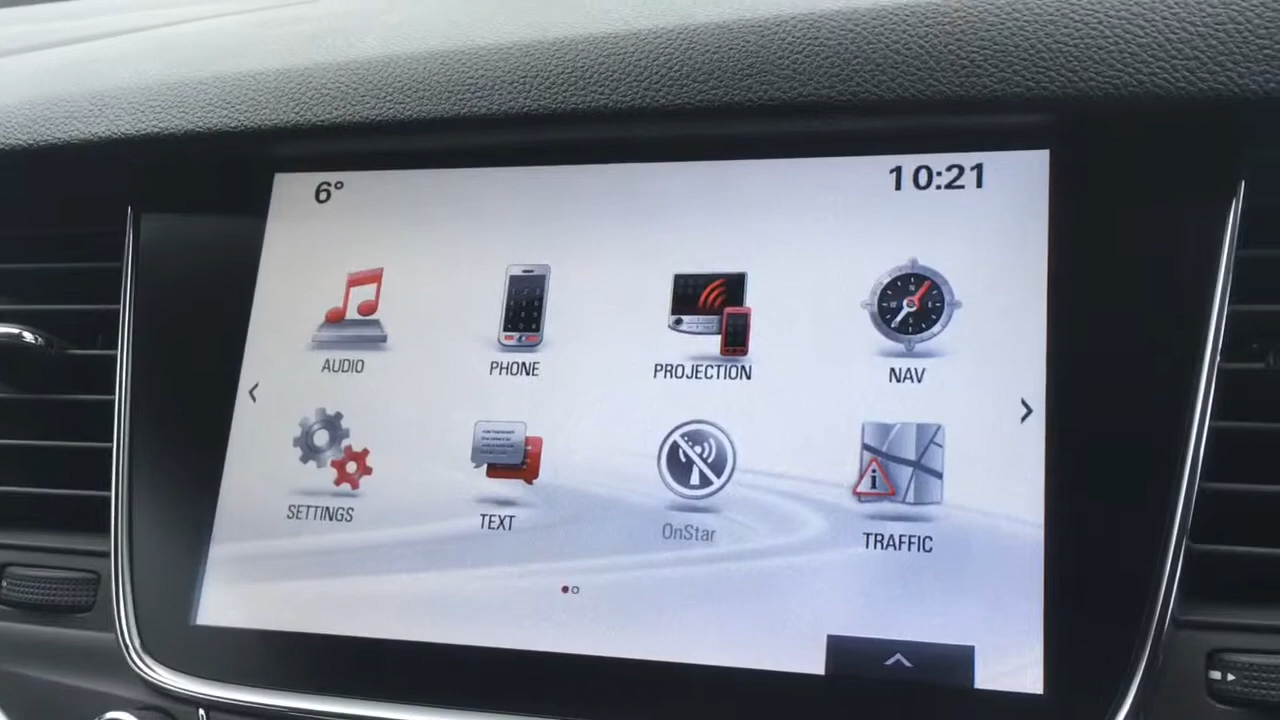 6° 10:21
AUDIO PHONE PROJECTION NAV
SETTINGS TEXT OnStar TRAFFIC